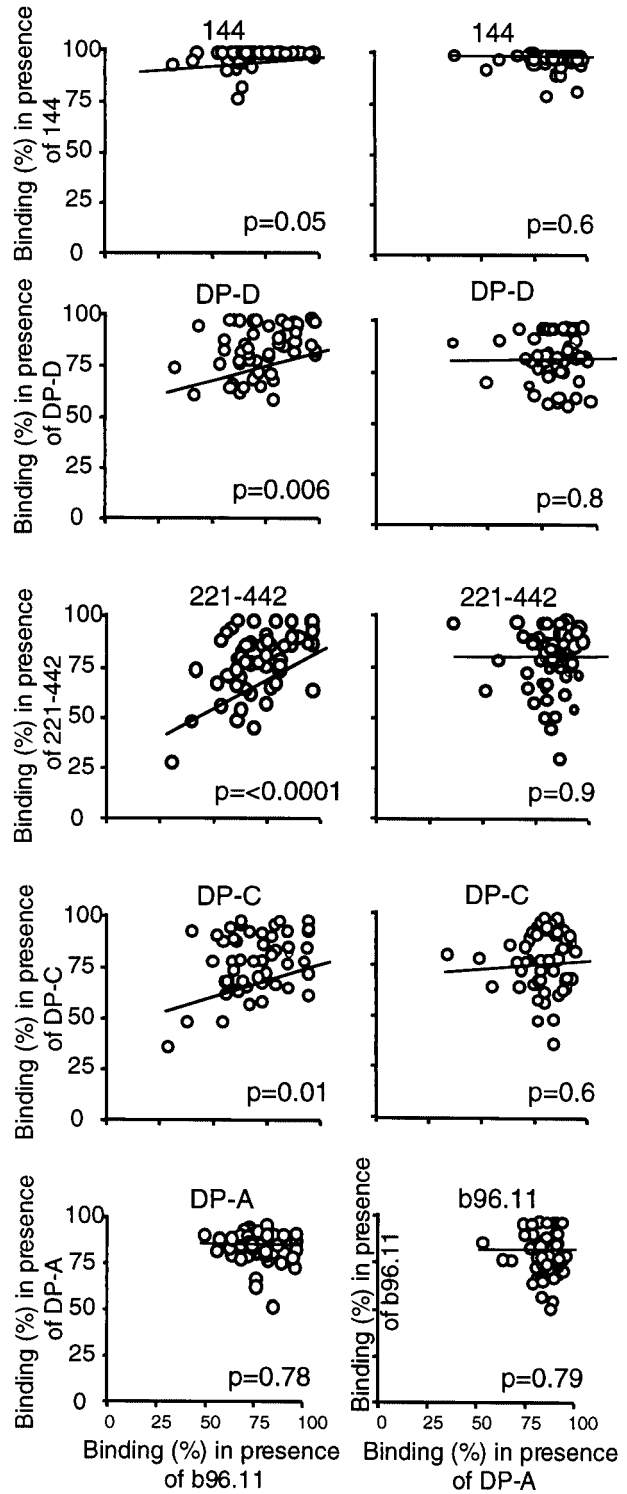 144
Binding (%) in presence
of 144
100
75
50
25
0
p=0.05
144
p=0.6
DP-D
Binding (%) in presence
of DP-D
100
75
50
25
0
p=0.006
DP-D
p=0.8
221-442
Binding (%) in presence
of 221-442
100
75
50
25
0
p=<0.0001
221-442
p=0.9
DP-C
Binding (%) in presence
of DP-C
100
75
50
25
0
p=0.01
DP-C
p=0.6
DP-A
Binding (%) in presence
of DP-A
100
75
50
25
0
p=0.78
0 50 75 100
Binding (%) in presence
of b96.11
b96.11
Binding (%) in presence
of b96.11
p=0.79
0 50 75 100
Binding (%) in presence
of DP-A